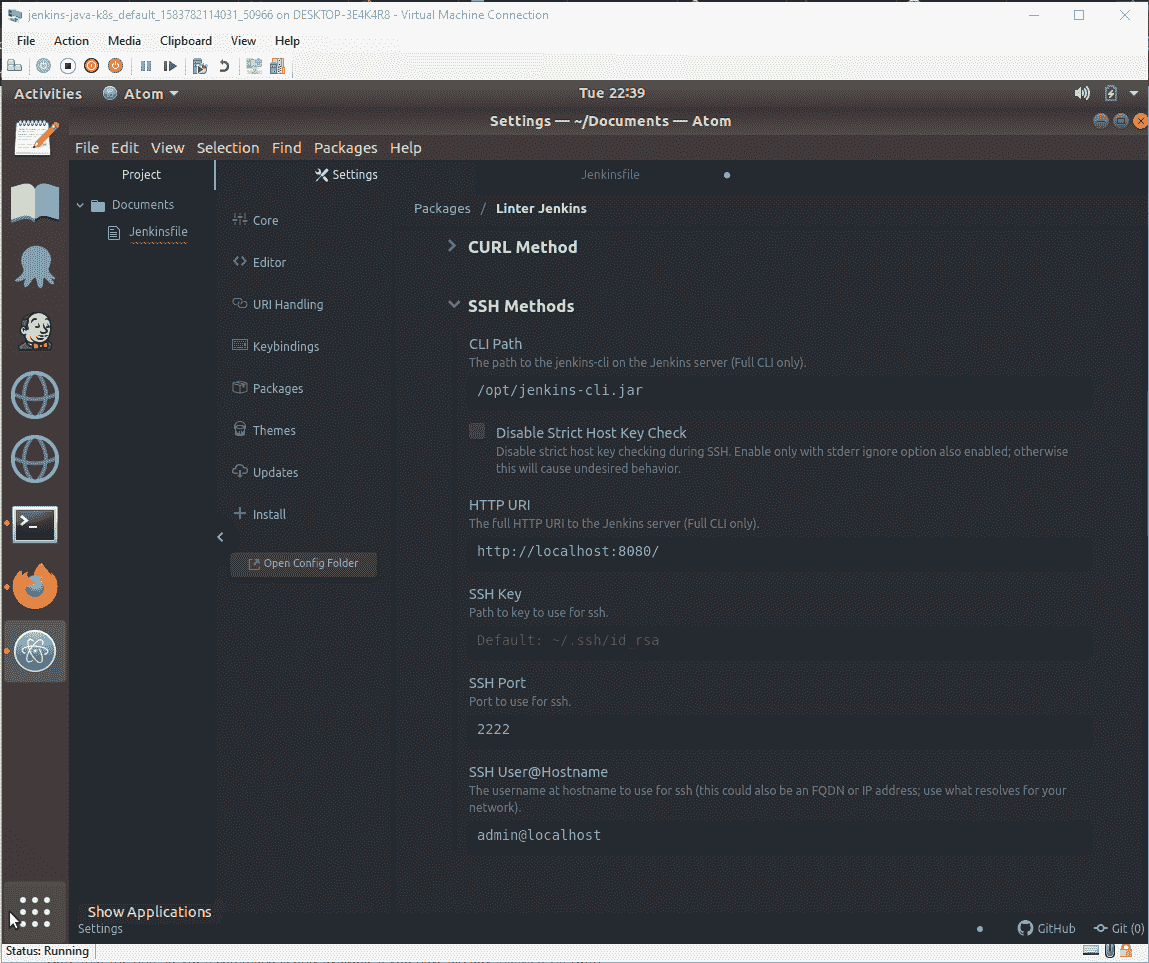 jenkins-java-k8s_default_1583782114031_50966 on DESKTOP-3E4K4R8 - Virtual Machine Connection
File Action Media Clipboard View Help
Activities Atom Tue 22:39
Settings — ~/Documents — Atom
File Edit View Selection Find Packages Help
Project Settings Jenkinsfile
Documents
Jenkinsfile
Core
Editor
URI Handling
Keybindings
Packages
Themes
Updates
Install
Open Config Folder
Packages / Linter Jenkins
CURL Method
SSH Methods
CLI Path
The path to the jenkins-cli on the Jenkins server (Full CLI only).
/opt/jenkins-cli.jar
Disable Strict Host Key Check
Disable strict host key checking during SSH. Enable only with stderr ignore option also enabled; otherwise
this will cause undesired behavior.
HTTP URI
The full HTTP URI to the Jenkins server (Full CLI only).
http://localhost:8080/
SSH Key
Path to key to use for ssh.
Default: ~/.ssh/id_rsa
SSH Port
Port to use for ssh.
2222
SSH User@Hostname
The username at hostname to use for ssh (this could also be an FQDN or IP address; use what resolves for your
network).
admin@localhost
Show Applications
Settings GitHub Git (0)
Status: Running